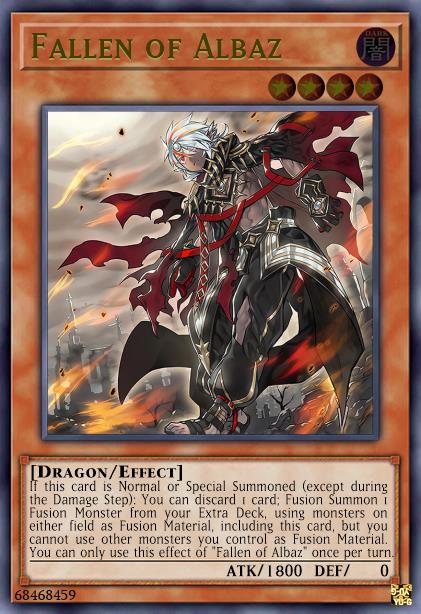 Fallen of Albaz
DARK
闇
[Dragon/Effect]
If this card is Normal or Special Summoned (except during
the Damage Step): You can discard 1 card; Fusion Summon 1
Fusion Monster from your Extra Deck, using monsters on
either field as Fusion Material, including this card, but you
cannot use other monsters you control as Fusion Material.
You can only use this effect of "Fallen of Albaz" once per turn.
ATK/1800 DEF/ 0
68468459